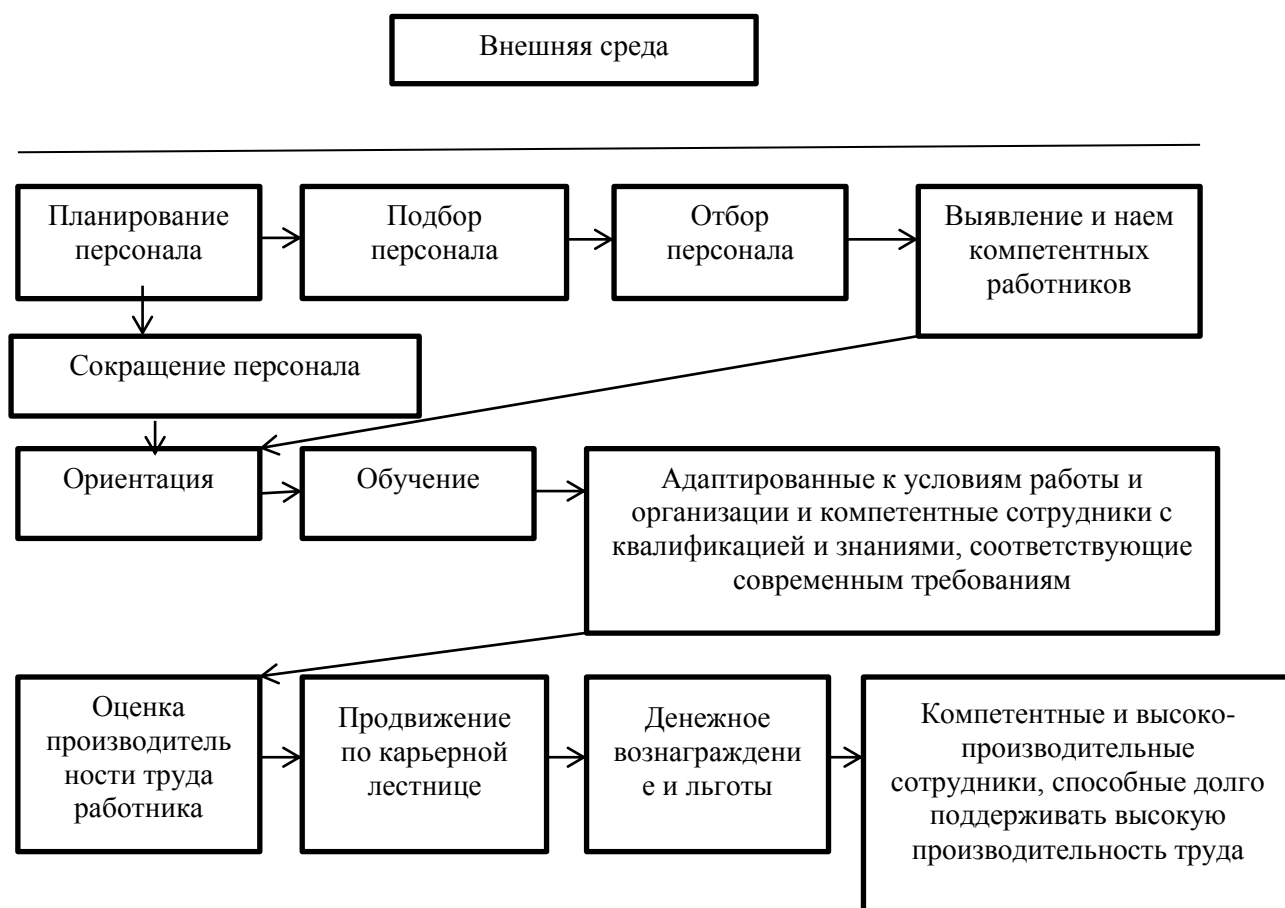 Внешняя среда
Планирование
персонала
Подбор
персонала
Отбор
персонала
Выявление и наем
компетентных
работников
Сокращение персонала
Ориентация
Обучение
Адаптированные к условиям работы и
организации и компетентные сотрудники с
квалификацией и знаниями, соответствующие
современным требованиям
Оценка
производитель
ности труда
работника
Продвижение
по карьерной
лестнице
Денежное
вознаграждени
е и льготы
Компетентные и высоко-
производительные
сотрудники, способные долго
поддерживать высокую
производительность труда